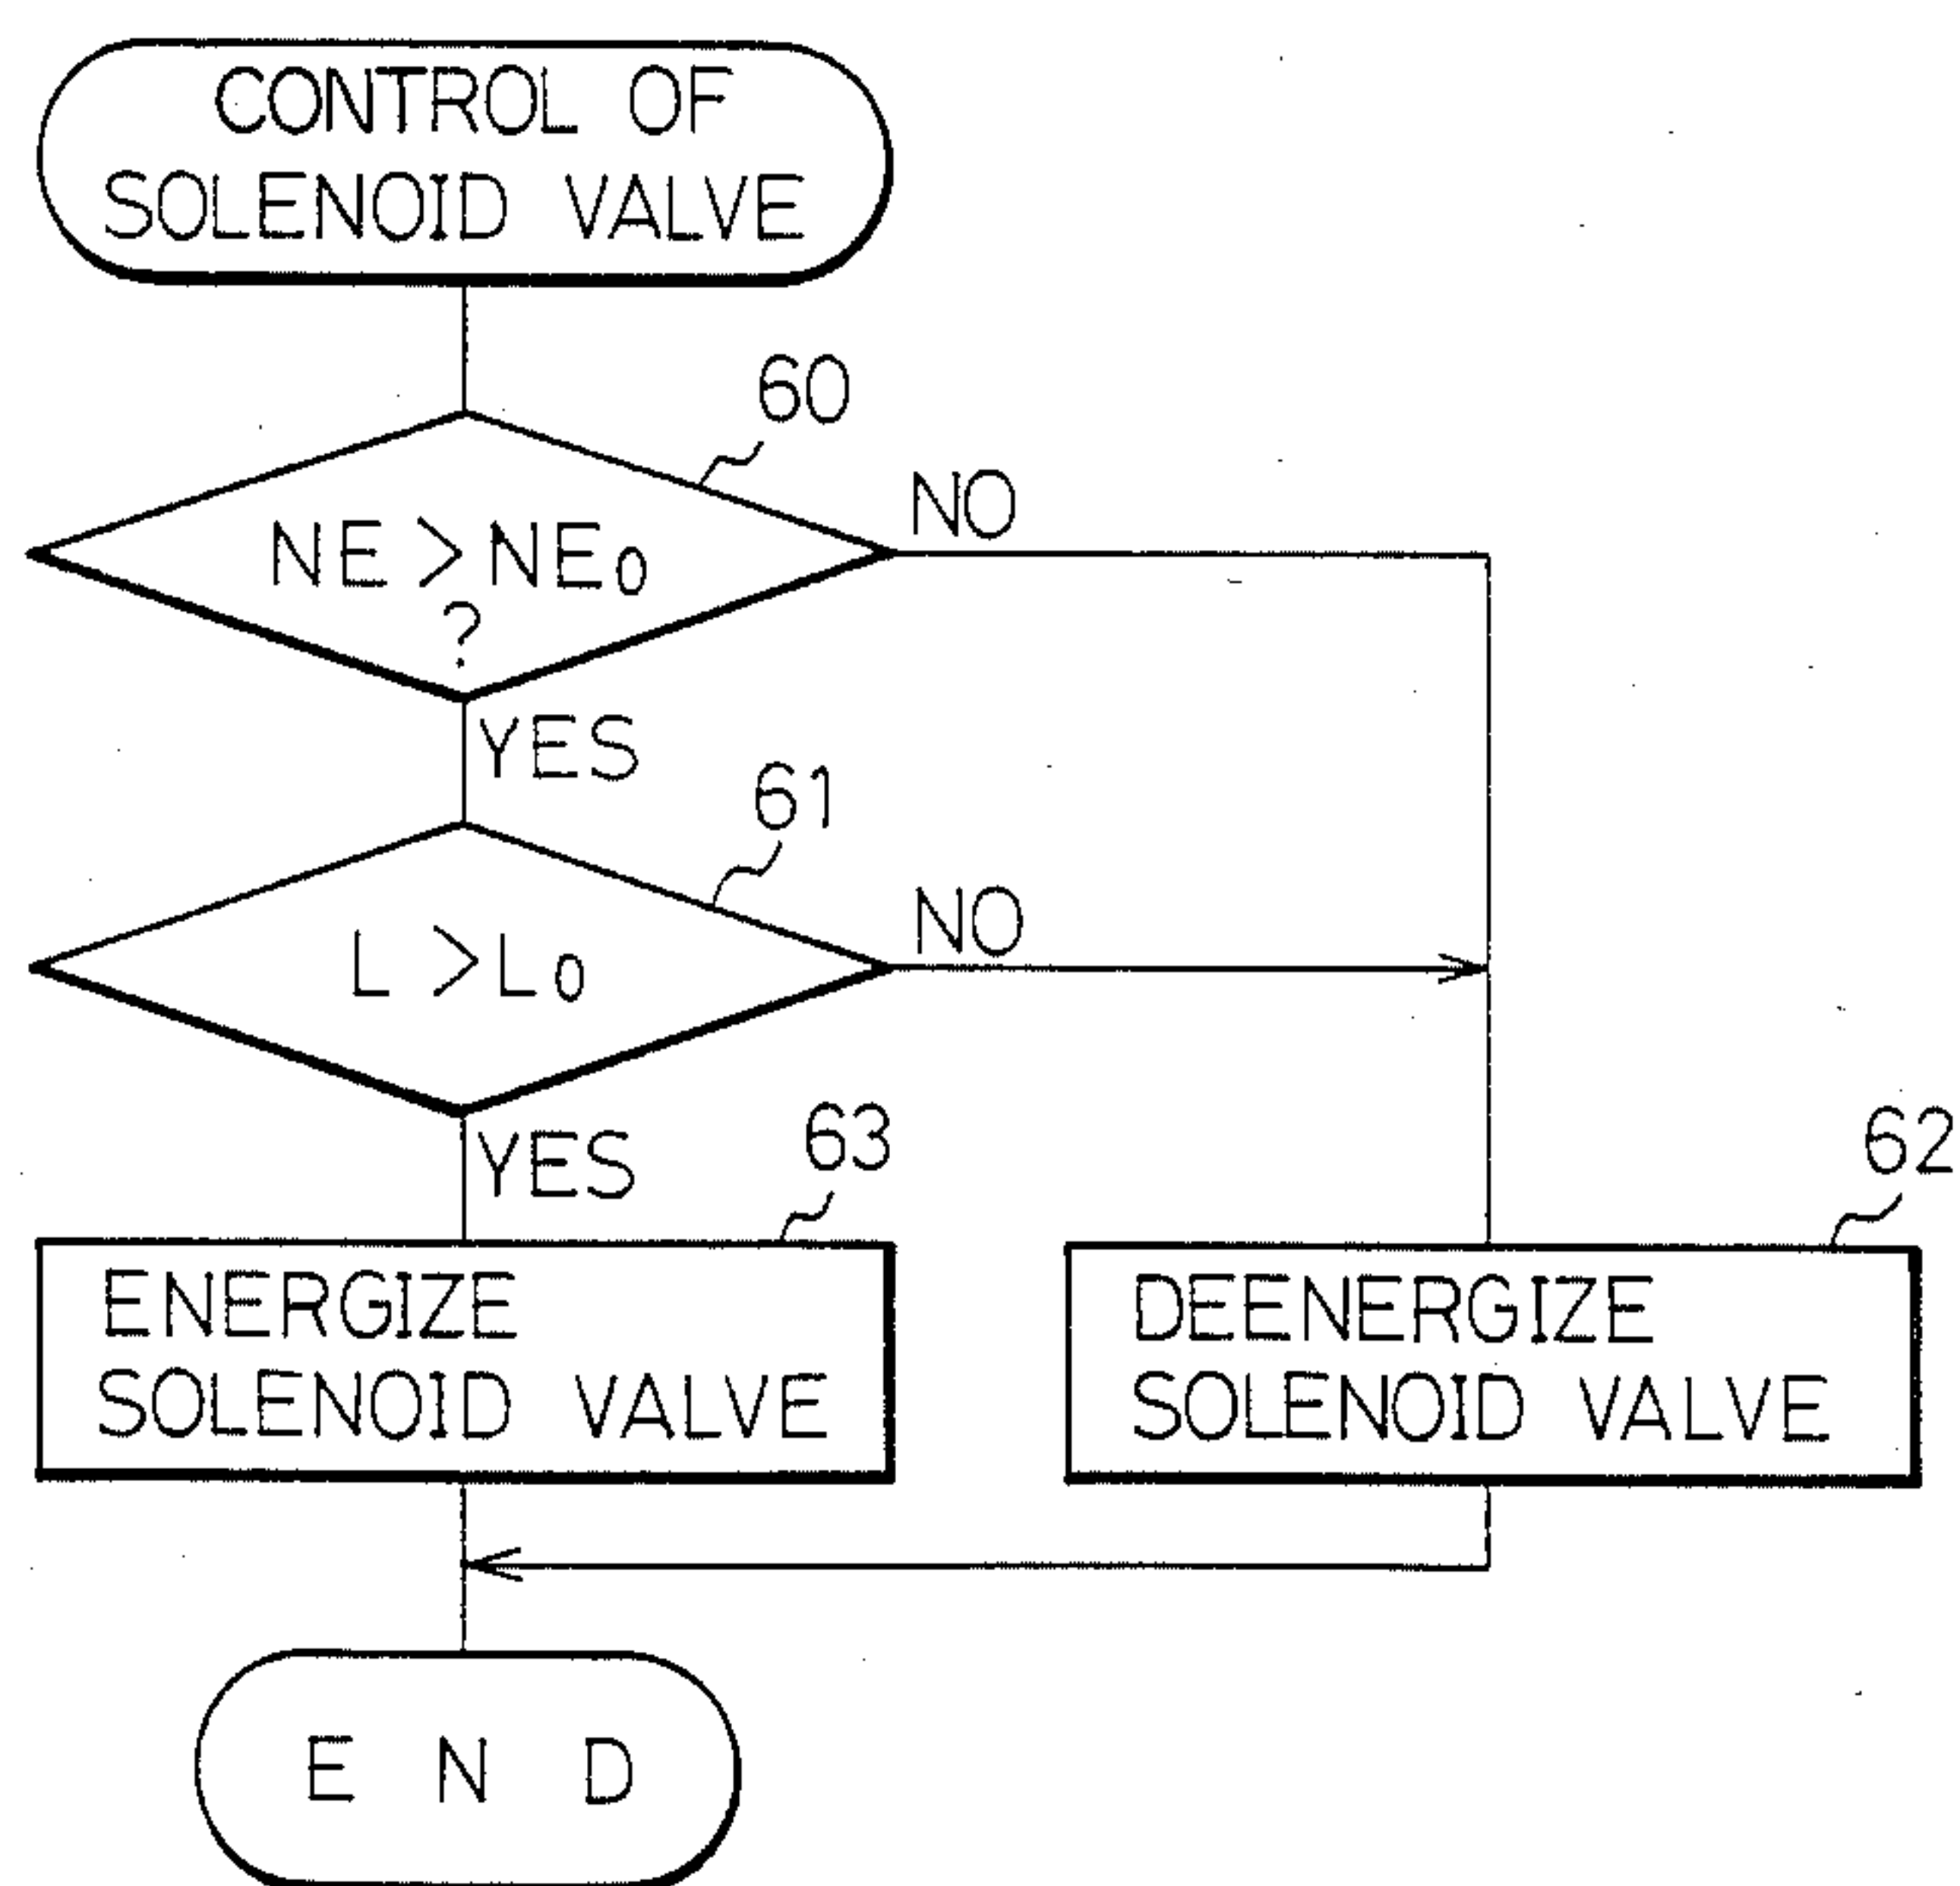 CONTROL OF
SOLENOID VALVE
60
NE > NE₀
?
NO
YES
61
L > L₀
NO
YES
63
ENERGIZE
SOLENOID VALVE
62
DEENERGIZE
SOLENOID VALVE
E N D